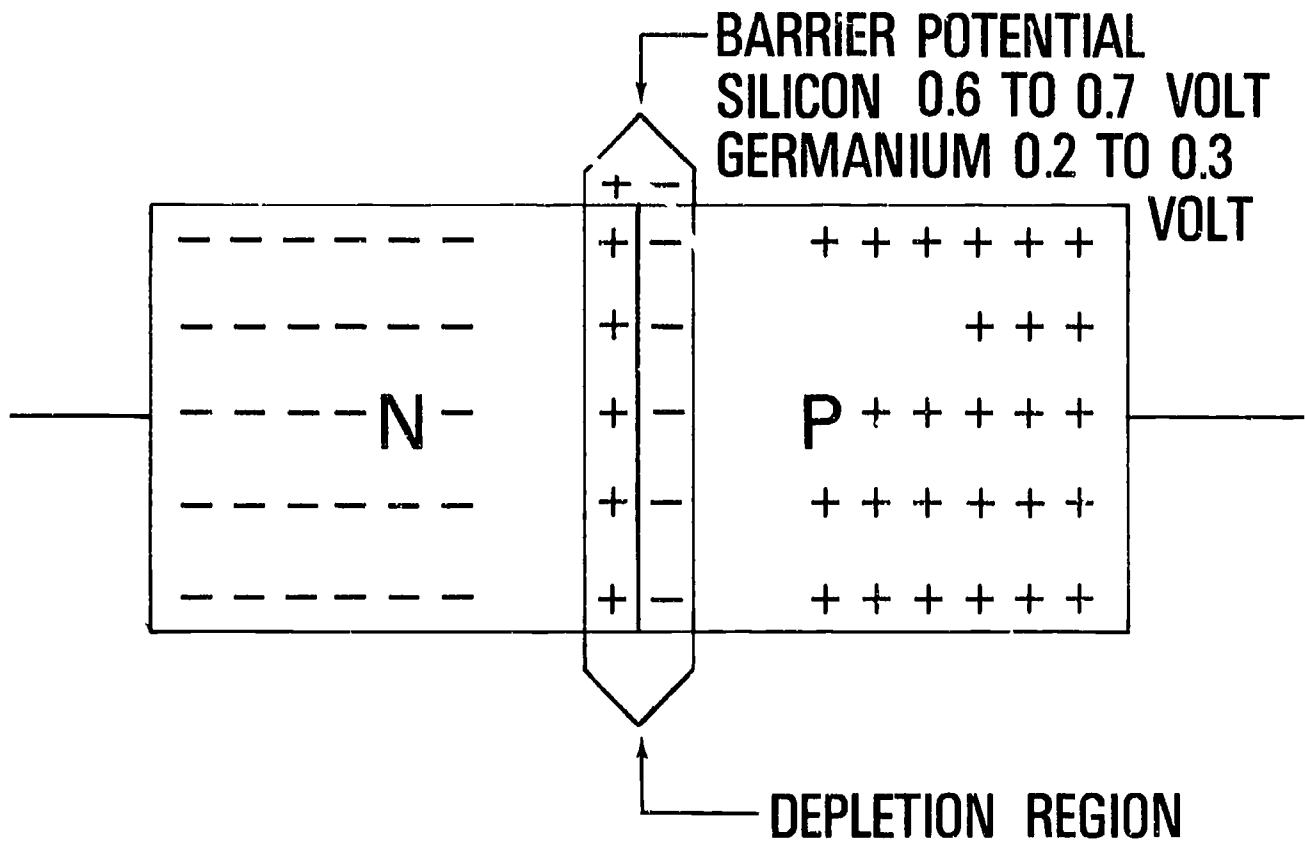 BARRIER POTENTIAL
SILICON 0.6 TO 0.7 VOLT
GERMANIUM 0.2 TO 0.3
VOLT
+ −
− − − − − − + − + + + + + +
− − − − − − + − + + +
− − − − N − + − P + + + + +
− − − − − − + − + + + + + +
− − − − − − + − + + + + + +
DEPLETION REGION